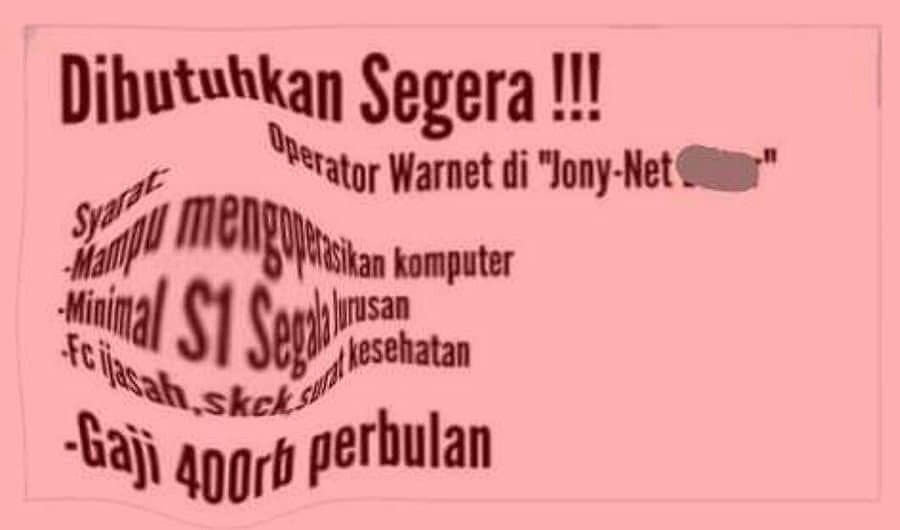 Dibutuhkan Segera !!!
Operator Warnet di "Jony-Net "
Syarat:
-Mampu mengoperasikan komputer
-Minimal S1 Segala Jurusan
-Fc ijasah,skck,surat kesehatan
-Gaji 400rb perbulan